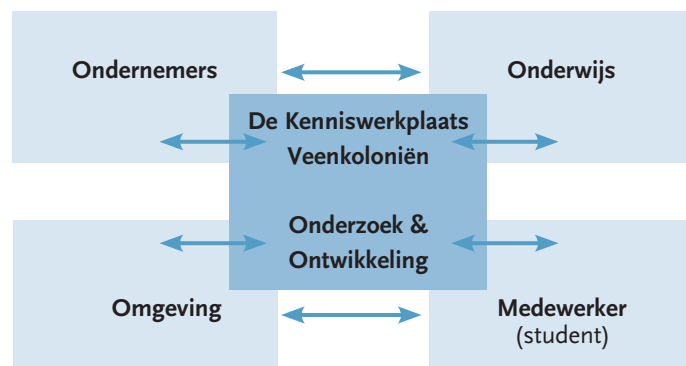 Ondernemers
Onderwijs
De Kenniswerkplaats
Veenkoloniën
Onderzoek &
Ontwikkeling
Omgeving
Medewerker
(student)